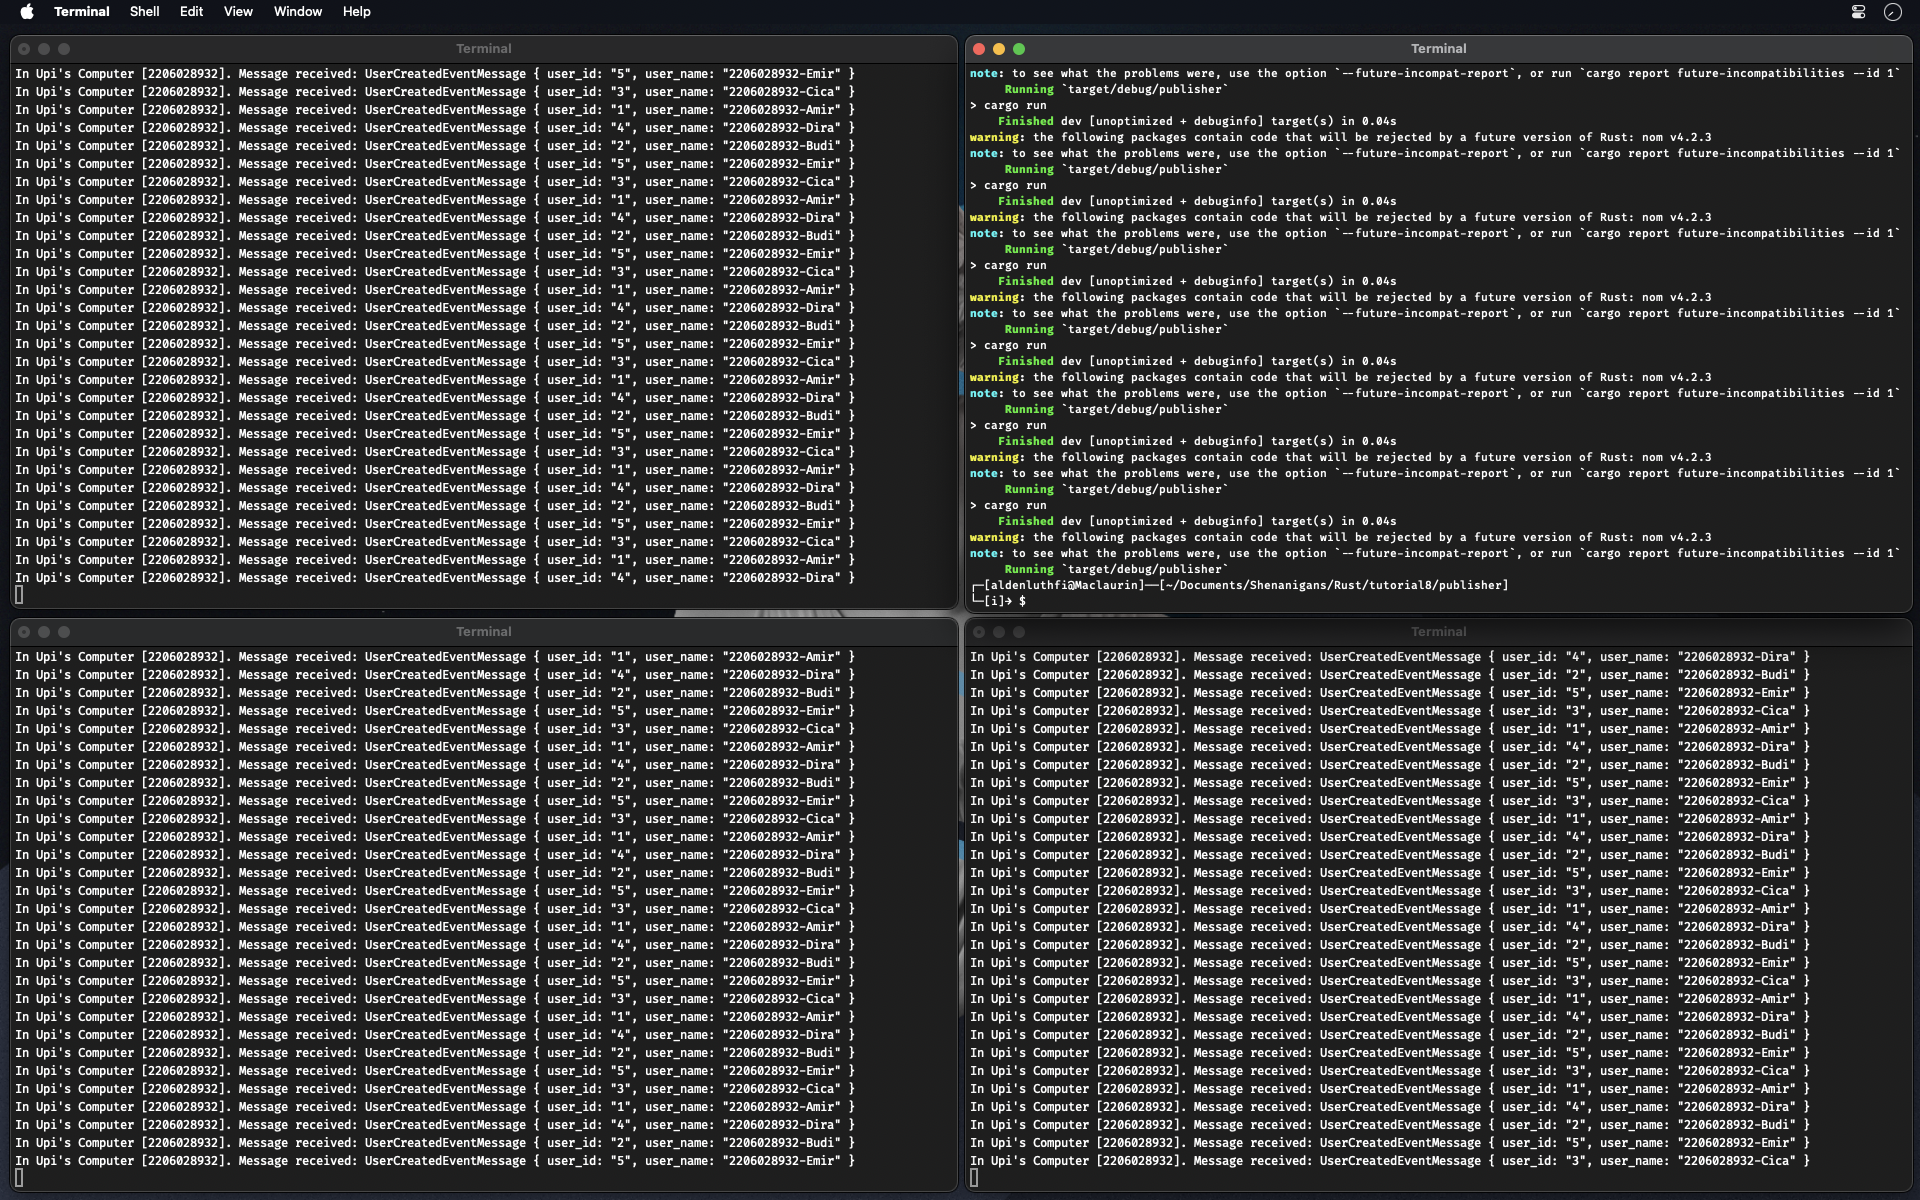 Terminal Shell Edit View Window Help
Terminal
In Upi's Computer [2206028932]. Message received: UserCreatedEventMessage { user_id: "5", user_name: "2206028932-Emir" }
In Upi's Computer [2206028932]. Message received: UserCreatedEventMessage { user_id: "3", user_name: "2206028932-Cica" }
In Upi's Computer [2206028932]. Message received: UserCreatedEventMessage { user_id: "1", user_name: "2206028932-Amir" }
In Upi's Computer [2206028932]. Message received: UserCreatedEventMessage { user_id: "4", user_name: "2206028932-Dira" }
In Upi's Computer [2206028932]. Message received: UserCreatedEventMessage { user_id: "2", user_name: "2206028932-Budi" }
In Upi's Computer [2206028932]. Message received: UserCreatedEventMessage { user_id: "5", user_name: "2206028932-Emir" }
In Upi's Computer [2206028932]. Message received: UserCreatedEventMessage { user_id: "3", user_name: "2206028932-Cica" }
In Upi's Computer [2206028932]. Message received: UserCreatedEventMessage { user_id: "1", user_name: "2206028932-Amir" }
In Upi's Computer [2206028932]. Message received: UserCreatedEventMessage { user_id: "4", user_name: "2206028932-Dira" }
In Upi's Computer [2206028932]. Message received: UserCreatedEventMessage { user_id: "2", user_name: "2206028932-Budi" }
In Upi's Computer [2206028932]. Message received: UserCreatedEventMessage { user_id: "5", user_name: "2206028932-Emir" }
In Upi's Computer [2206028932]. Message received: UserCreatedEventMessage { user_id: "3", user_name: "2206028932-Cica" }
In Upi's Computer [2206028932]. Message received: UserCreatedEventMessage { user_id: "1", user_name: "2206028932-Amir" }
In Upi's Computer [2206028932]. Message received: UserCreatedEventMessage { user_id: "4", user_name: "2206028932-Dira" }
In Upi's Computer [2206028932]. Message received: UserCreatedEventMessage { user_id: "2", user_name: "2206028932-Budi" }
In Upi's Computer [2206028932]. Message received: UserCreatedEventMessage { user_id: "5", user_name: "2206028932-Emir" }
In Upi's Computer [2206028932]. Message received: UserCreatedEventMessage { user_id: "3", user_name: "2206028932-Cica" }
In Upi's Computer [2206028932]. Message received: UserCreatedEventMessage { user_id: "1", user_name: "2206028932-Amir" }
In Upi's Computer [2206028932]. Message received: UserCreatedEventMessage { user_id: "4", user_name: "2206028932-Dira" }
In Upi's Computer [2206028932]. Message received: UserCreatedEventMessage { user_id: "2", user_name: "2206028932-Budi" }
In Upi's Computer [2206028932]. Message received: UserCreatedEventMessage { user_id: "5", user_name: "2206028932-Emir" }
In Upi's Computer [2206028932]. Message received: UserCreatedEventMessage { user_id: "3", user_name: "2206028932-Cica" }
In Upi's Computer [2206028932]. Message received: UserCreatedEventMessage { user_id: "1", user_name: "2206028932-Amir" }
In Upi's Computer [2206028932]. Message received: UserCreatedEventMessage { user_id: "4", user_name: "2206028932-Dira" }
In Upi's Computer [2206028932]. Message received: UserCreatedEventMessage { user_id: "2", user_name: "2206028932-Budi" }
In Upi's Computer [2206028932]. Message received: UserCreatedEventMessage { user_id: "5", user_name: "2206028932-Emir" }
In Upi's Computer [2206028932]. Message received: UserCreatedEventMessage { user_id: "3", user_name: "2206028932-Cica" }
In Upi's Computer [2206028932]. Message received: UserCreatedEventMessage { user_id: "1", user_name: "2206028932-Amir" }
In Upi's Computer [2206028932]. Message received: UserCreatedEventMessage { user_id: "4", user_name: "2206028932-Dira" }
Terminal
note: to see what the problems were, use the option `--future-incompat-report`, or run `cargo report future-incompatibilities --id 1`
Running `target/debug/publisher`
> cargo run
Finished dev [unoptimized + debuginfo] target(s) in 0.04s
warning: the following packages contain code that will be rejected by a future version of Rust: nom v4.2.3
note: to see what the problems were, use the option `--future-incompat-report`, or run `cargo report future-incompatibilities --id 1`
Running `target/debug/publisher`
> cargo run
Finished dev [unoptimized + debuginfo] target(s) in 0.04s
warning: the following packages contain code that will be rejected by a future version of Rust: nom v4.2.3
note: to see what the problems were, use the option `--future-incompat-report`, or run `cargo report future-incompatibilities --id 1`
Running `target/debug/publisher`
> cargo run
Finished dev [unoptimized + debuginfo] target(s) in 0.04s
warning: the following packages contain code that will be rejected by a future version of Rust: nom v4.2.3
note: to see what the problems were, use the option `--future-incompat-report`, or run `cargo report future-incompatibilities --id 1`
Running `target/debug/publisher`
> cargo run
Finished dev [unoptimized + debuginfo] target(s) in 0.04s
warning: the following packages contain code that will be rejected by a future version of Rust: nom v4.2.3
note: to see what the problems were, use the option `--future-incompat-report`, or run `cargo report future-incompatibilities --id 1`
Running `target/debug/publisher`
> cargo run
Finished dev [unoptimized + debuginfo] target(s) in 0.04s
warning: the following packages contain code that will be rejected by a future version of Rust: nom v4.2.3
note: to see what the problems were, use the option `--future-incompat-report`, or run `cargo report future-incompatibilities --id 1`
Running `target/debug/publisher`
> cargo run
Finished dev [unoptimized + debuginfo] target(s) in 0.04s
warning: the following packages contain code that will be rejected by a future version of Rust: nom v4.2.3
note: to see what the problems were, use the option `--future-incompat-report`, or run `cargo report future-incompatibilities --id 1`
Running `target/debug/publisher`
┌─[aldenluthfi@Maclaurin]──[~/Documents/Shenanigans/Rust/tutorial8/publisher]
└─[i]→ $
Terminal
In Upi's Computer [2206028932]. Message received: UserCreatedEventMessage { user_id: "1", user_name: "2206028932-Amir" }
In Upi's Computer [2206028932]. Message received: UserCreatedEventMessage { user_id: "4", user_name: "2206028932-Dira" }
In Upi's Computer [2206028932]. Message received: UserCreatedEventMessage { user_id: "2", user_name: "2206028932-Budi" }
In Upi's Computer [2206028932]. Message received: UserCreatedEventMessage { user_id: "5", user_name: "2206028932-Emir" }
In Upi's Computer [2206028932]. Message received: UserCreatedEventMessage { user_id: "3", user_name: "2206028932-Cica" }
In Upi's Computer [2206028932]. Message received: UserCreatedEventMessage { user_id: "1", user_name: "2206028932-Amir" }
In Upi's Computer [2206028932]. Message received: UserCreatedEventMessage { user_id: "4", user_name: "2206028932-Dira" }
In Upi's Computer [2206028932]. Message received: UserCreatedEventMessage { user_id: "2", user_name: "2206028932-Budi" }
In Upi's Computer [2206028932]. Message received: UserCreatedEventMessage { user_id: "5", user_name: "2206028932-Emir" }
In Upi's Computer [2206028932]. Message received: UserCreatedEventMessage { user_id: "3", user_name: "2206028932-Cica" }
In Upi's Computer [2206028932]. Message received: UserCreatedEventMessage { user_id: "1", user_name: "2206028932-Amir" }
In Upi's Computer [2206028932]. Message received: UserCreatedEventMessage { user_id: "4", user_name: "2206028932-Dira" }
In Upi's Computer [2206028932]. Message received: UserCreatedEventMessage { user_id: "2", user_name: "2206028932-Budi" }
In Upi's Computer [2206028932]. Message received: UserCreatedEventMessage { user_id: "5", user_name: "2206028932-Emir" }
In Upi's Computer [2206028932]. Message received: UserCreatedEventMessage { user_id: "3", user_name: "2206028932-Cica" }
In Upi's Computer [2206028932]. Message received: UserCreatedEventMessage { user_id: "1", user_name: "2206028932-Amir" }
In Upi's Computer [2206028932]. Message received: UserCreatedEventMessage { user_id: "4", user_name: "2206028932-Dira" }
In Upi's Computer [2206028932]. Message received: UserCreatedEventMessage { user_id: "2", user_name: "2206028932-Budi" }
In Upi's Computer [2206028932]. Message received: UserCreatedEventMessage { user_id: "5", user_name: "2206028932-Emir" }
In Upi's Computer [2206028932]. Message received: UserCreatedEventMessage { user_id: "3", user_name: "2206028932-Cica" }
In Upi's Computer [2206028932]. Message received: UserCreatedEventMessage { user_id: "1", user_name: "2206028932-Amir" }
In Upi's Computer [2206028932]. Message received: UserCreatedEventMessage { user_id: "4", user_name: "2206028932-Dira" }
In Upi's Computer [2206028932]. Message received: UserCreatedEventMessage { user_id: "2", user_name: "2206028932-Budi" }
In Upi's Computer [2206028932]. Message received: UserCreatedEventMessage { user_id: "5", user_name: "2206028932-Emir" }
In Upi's Computer [2206028932]. Message received: UserCreatedEventMessage { user_id: "3", user_name: "2206028932-Cica" }
In Upi's Computer [2206028932]. Message received: UserCreatedEventMessage { user_id: "1", user_name: "2206028932-Amir" }
In Upi's Computer [2206028932]. Message received: UserCreatedEventMessage { user_id: "4", user_name: "2206028932-Dira" }
In Upi's Computer [2206028932]. Message received: UserCreatedEventMessage { user_id: "2", user_name: "2206028932-Budi" }
In Upi's Computer [2206028932]. Message received: UserCreatedEventMessage { user_id: "5", user_name: "2206028932-Emir" }
Terminal
In Upi's Computer [2206028932]. Message received: UserCreatedEventMessage { user_id: "4", user_name: "2206028932-Dira" }
In Upi's Computer [2206028932]. Message received: UserCreatedEventMessage { user_id: "2", user_name: "2206028932-Budi" }
In Upi's Computer [2206028932]. Message received: UserCreatedEventMessage { user_id: "5", user_name: "2206028932-Emir" }
In Upi's Computer [2206028932]. Message received: UserCreatedEventMessage { user_id: "3", user_name: "2206028932-Cica" }
In Upi's Computer [2206028932]. Message received: UserCreatedEventMessage { user_id: "1", user_name: "2206028932-Amir" }
In Upi's Computer [2206028932]. Message received: UserCreatedEventMessage { user_id: "4", user_name: "2206028932-Dira" }
In Upi's Computer [2206028932]. Message received: UserCreatedEventMessage { user_id: "2", user_name: "2206028932-Budi" }
In Upi's Computer [2206028932]. Message received: UserCreatedEventMessage { user_id: "5", user_name: "2206028932-Emir" }
In Upi's Computer [2206028932]. Message received: UserCreatedEventMessage { user_id: "3", user_name: "2206028932-Cica" }
In Upi's Computer [2206028932]. Message received: UserCreatedEventMessage { user_id: "1", user_name: "2206028932-Amir" }
In Upi's Computer [2206028932]. Message received: UserCreatedEventMessage { user_id: "4", user_name: "2206028932-Dira" }
In Upi's Computer [2206028932]. Message received: UserCreatedEventMessage { user_id: "2", user_name: "2206028932-Budi" }
In Upi's Computer [2206028932]. Message received: UserCreatedEventMessage { user_id: "5", user_name: "2206028932-Emir" }
In Upi's Computer [2206028932]. Message received: UserCreatedEventMessage { user_id: "3", user_name: "2206028932-Cica" }
In Upi's Computer [2206028932]. Message received: UserCreatedEventMessage { user_id: "1", user_name: "2206028932-Amir" }
In Upi's Computer [2206028932]. Message received: UserCreatedEventMessage { user_id: "4", user_name: "2206028932-Dira" }
In Upi's Computer [2206028932]. Message received: UserCreatedEventMessage { user_id: "2", user_name: "2206028932-Budi" }
In Upi's Computer [2206028932]. Message received: UserCreatedEventMessage { user_id: "5", user_name: "2206028932-Emir" }
In Upi's Computer [2206028932]. Message received: UserCreatedEventMessage { user_id: "3", user_name: "2206028932-Cica" }
In Upi's Computer [2206028932]. Message received: UserCreatedEventMessage { user_id: "1", user_name: "2206028932-Amir" }
In Upi's Computer [2206028932]. Message received: UserCreatedEventMessage { user_id: "4", user_name: "2206028932-Dira" }
In Upi's Computer [2206028932]. Message received: UserCreatedEventMessage { user_id: "2", user_name: "2206028932-Budi" }
In Upi's Computer [2206028932]. Message received: UserCreatedEventMessage { user_id: "5", user_name: "2206028932-Emir" }
In Upi's Computer [2206028932]. Message received: UserCreatedEventMessage { user_id: "3", user_name: "2206028932-Cica" }
In Upi's Computer [2206028932]. Message received: UserCreatedEventMessage { user_id: "1", user_name: "2206028932-Amir" }
In Upi's Computer [2206028932]. Message received: UserCreatedEventMessage { user_id: "4", user_name: "2206028932-Dira" }
In Upi's Computer [2206028932]. Message received: UserCreatedEventMessage { user_id: "2", user_name: "2206028932-Budi" }
In Upi's Computer [2206028932]. Message received: UserCreatedEventMessage { user_id: "5", user_name: "2206028932-Emir" }
In Upi's Computer [2206028932]. Message received: UserCreatedEventMessage { user_id: "3", user_name: "2206028932-Cica" }